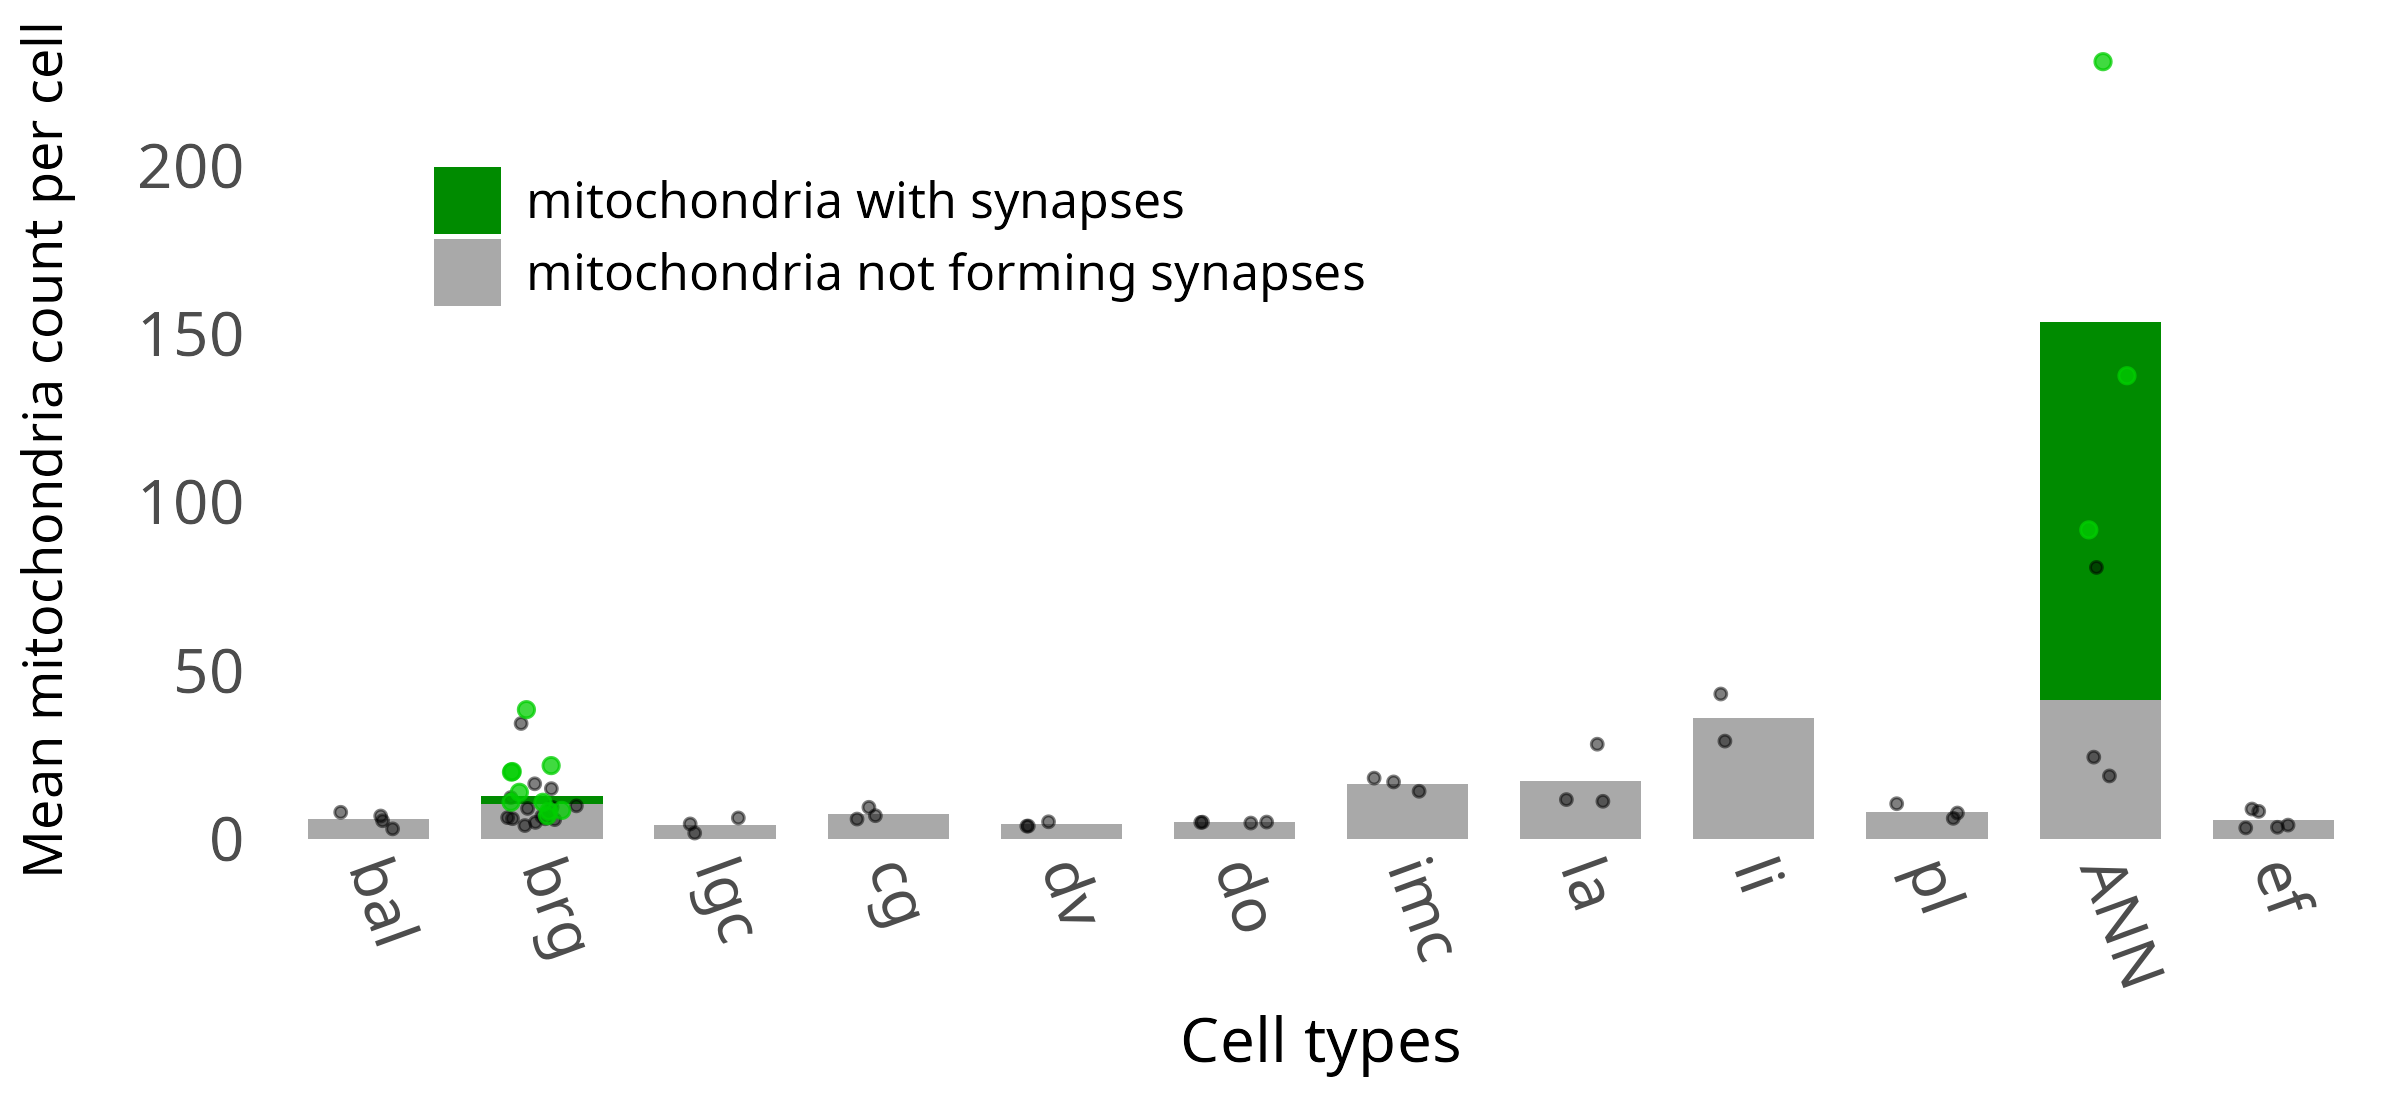 Mean mitochondria count per cell
200
150
100
50
0
mitochondria with synapses
mitochondria not forming synapses
bal
brg
lgc
cg
dv
do
imc
la
li
pl
ANN
ef
Cell types